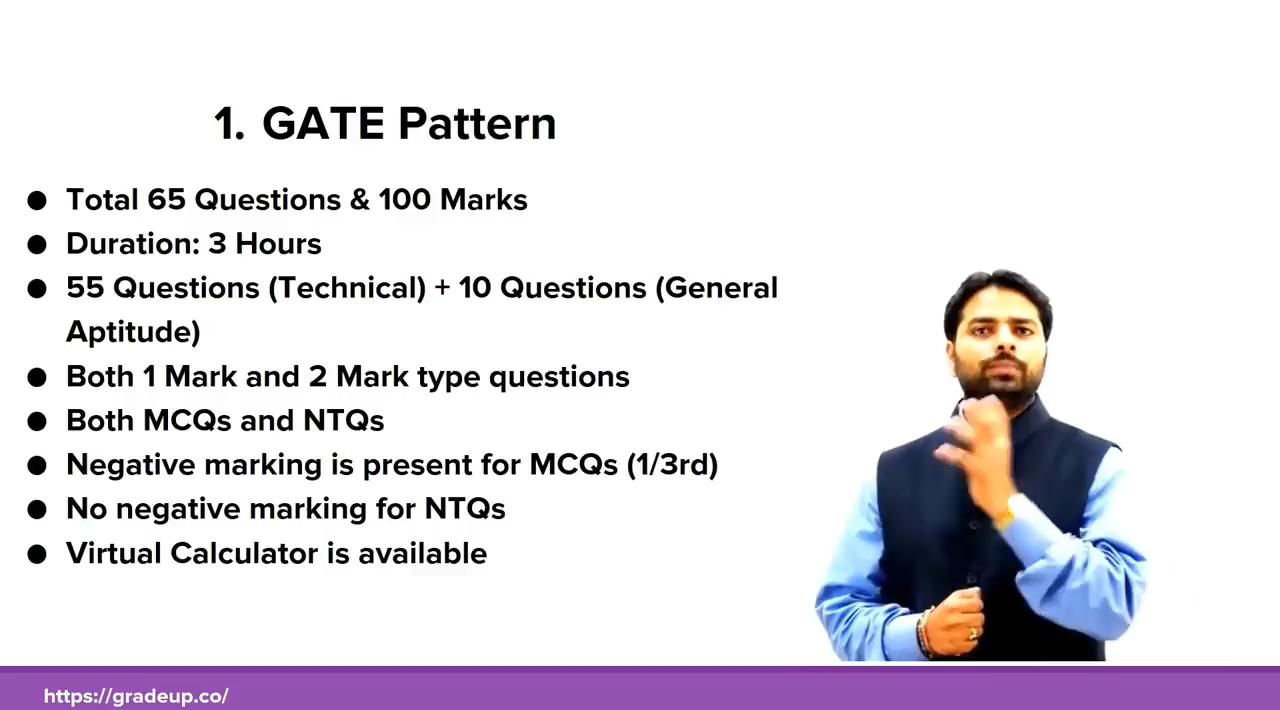 1. GATE Pattern
● Total 65 Questions & 100 Marks
● Duration: 3 Hours
● 55 Questions (Technical) + 10 Questions (General
Aptitude)
● Both 1 Mark and 2 Mark type questions
● Both MCQs and NTQs
● Negative marking is present for MCQs (1/3rd)
● No negative marking for NTQs
● Virtual Calculator is available
https://gradeup.co/